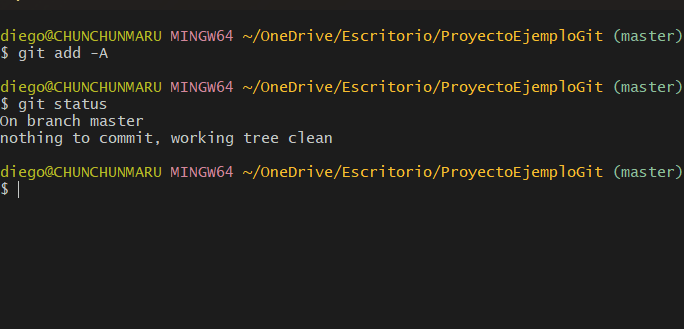 diego@CHUNCHUNMARU MINGW64 ~/OneDrive/Escritorio/ProyectoEjemploGit (master)
$ git add -A
diego@CHUNCHUNMARU MINGW64 ~/OneDrive/Escritorio/ProyectoEjemploGit (master)
$ git status
On branch master
nothing to commit, working tree clean
diego@CHUNCHUNMARU MINGW64 ~/OneDrive/Escritorio/ProyectoEjemploGit (master)
$